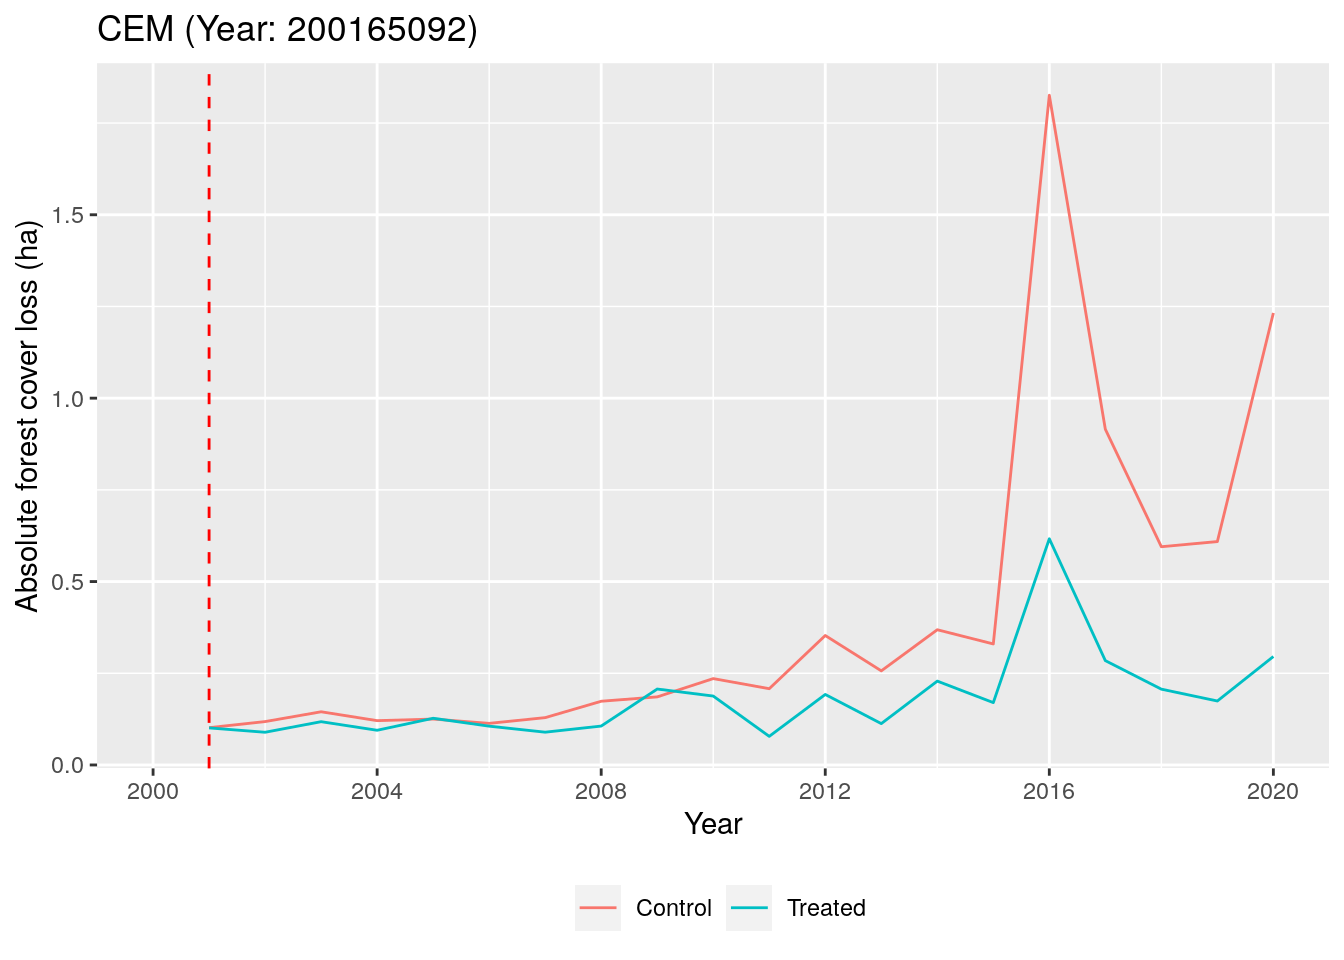 CEM (Year: 200165092)
Absolute forest cover loss (ha)
1.5
1.0
0.5
0.0
2000 2004 2008 2012 2016 2020
Year
Control Treated